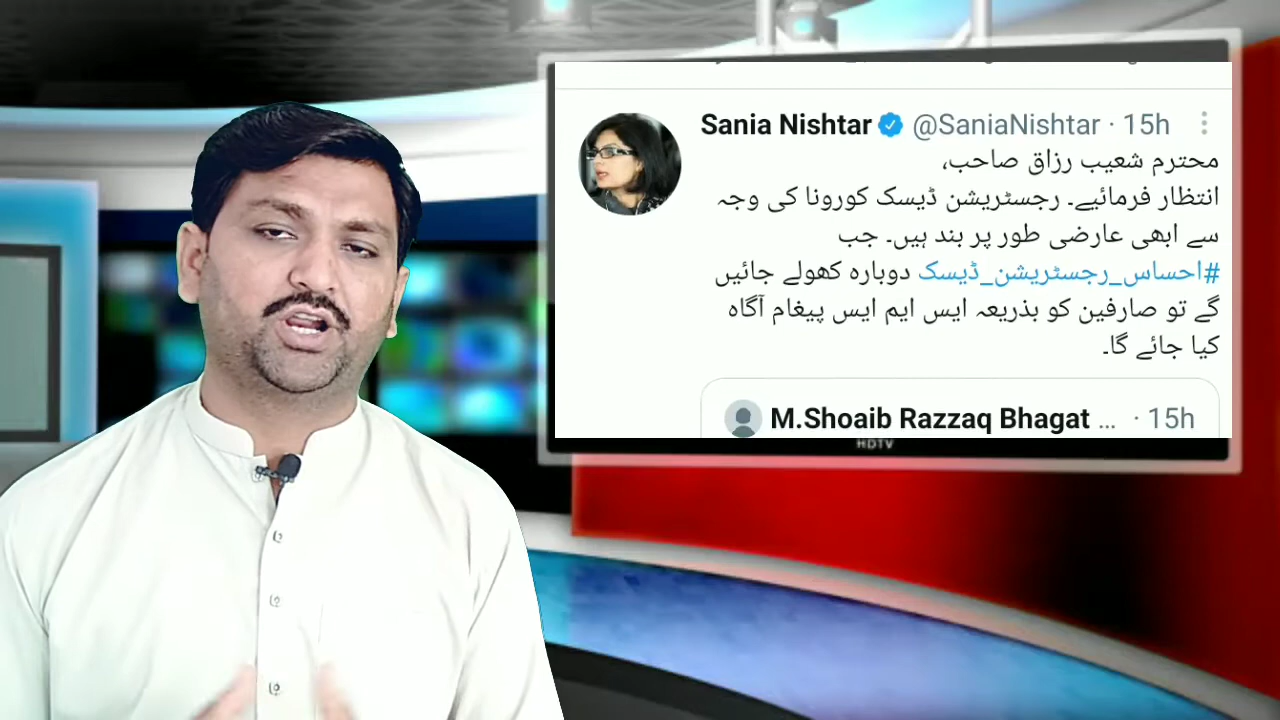 Sania Nishtar @SaniaNishtar · 15h
محترم شعیب رزاق صاحب،
انتظار فرمائیے۔ رجسٹریشن ڈیسک کورونا کی وجہ
سے ابھی عارضی طور پر بند ہیں۔ جب
#احساس_رجسٹریشن_ڈیسک دوبارہ کھولے جائیں
گے تو صارفین کو بذریعہ ایس ایم ایس پیغام آگاہ
کیا جائے گا۔
M.Shoaib Razzaq Bhagat ... · 15h
HDTV